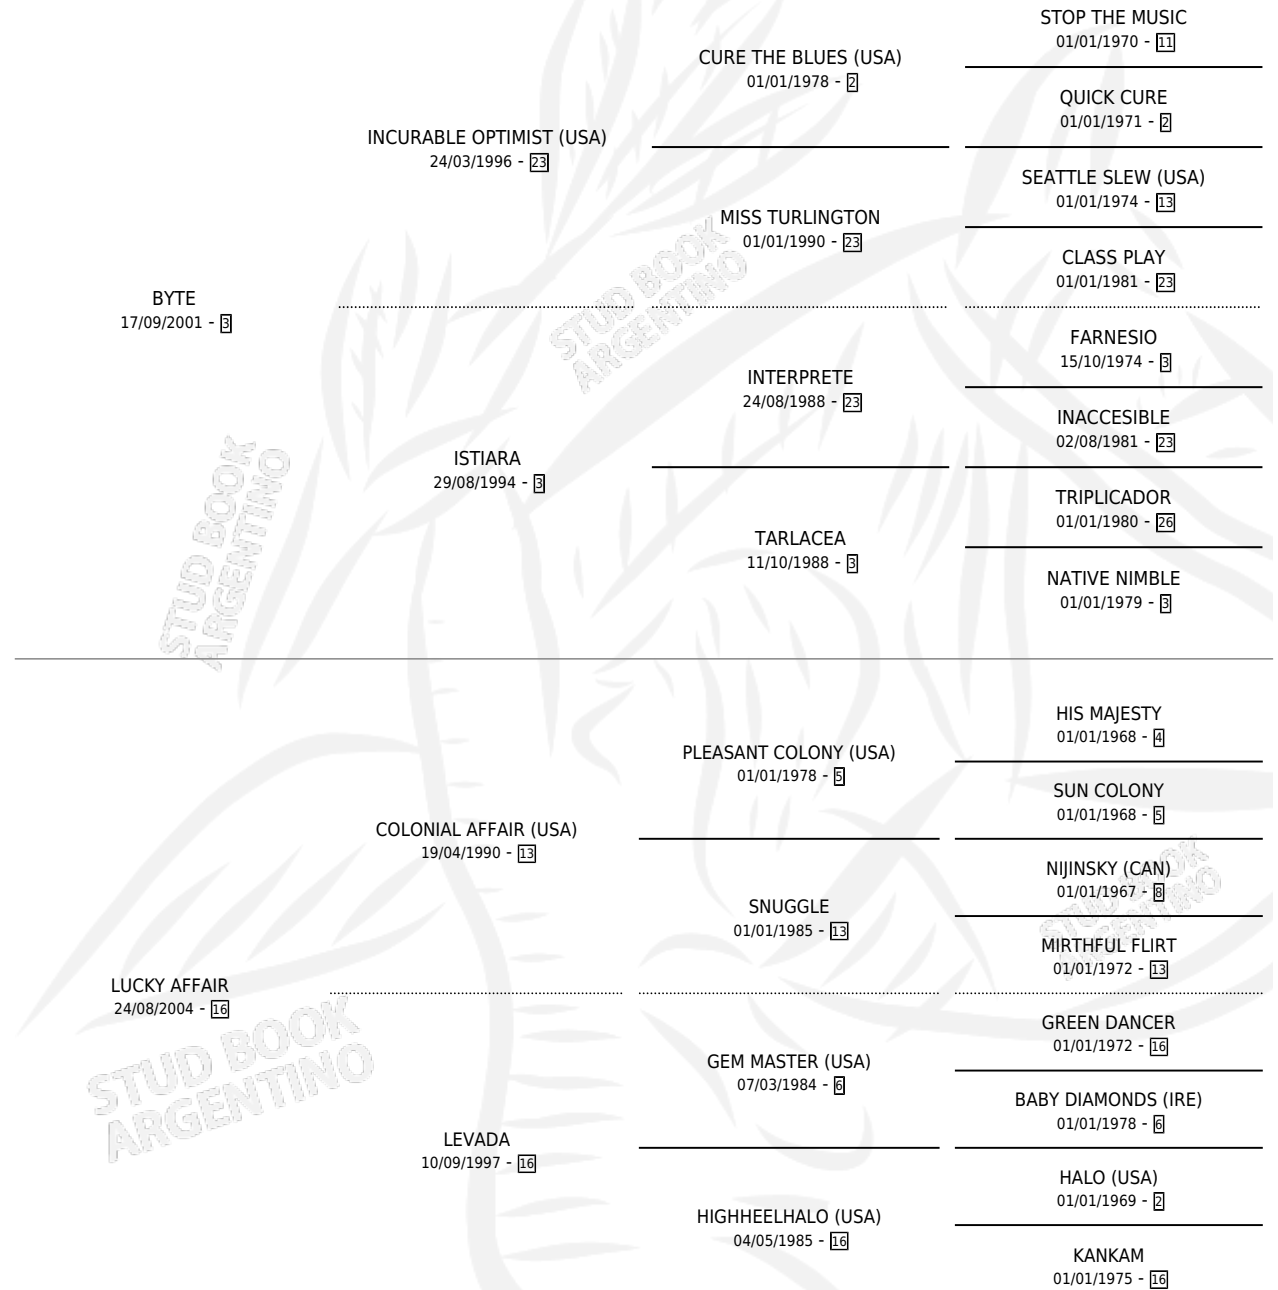 STOP THE MUSIC
01/01/1970 - 11
CURE THE BLUES (USA)
01/01/1978 - 2
QUICK CURE
01/01/1971 - 2
INCURABLE OPTIMIST (USA)
24/03/1996 - 23
SEATTLE SLEW (USA)
01/01/1974 - 13
MISS TURLINGTON
01/01/1990 - 23
CLASS PLAY
01/01/1981 - 23
BYTE
17/09/2001 - 3
FARNESIO
15/10/1974 - 3
INTERPRETE
24/08/1988 - 23
INACCESIBLE
02/08/1981 - 23
ISTIARA
29/08/1994 - 3
TRIPLICADOR
01/01/1980 - 26
TARLACEA
11/10/1988 - 3
NATIVE NIMBLE
01/01/1979 - 3
STUD BOOK
ARGENTINO
STUD BOOK
ARGENTINO
HIS MAJESTY
01/01/1968 - 4
PLEASANT COLONY (USA)
01/01/1978 - 5
SUN COLONY
01/01/1968 - 5
COLONIAL AFFAIR (USA)
19/04/1990 - 13
NIJINSKY (CAN)
01/01/1967 - 8
SNUGGLE
01/01/1985 - 13
MIRTHFUL FLIRT
01/01/1972 - 13
LUCKY AFFAIR
24/08/2004 - 16
GREEN DANCER
01/01/1972 - 16
GEM MASTER (USA)
07/03/1984 - 6
BABY DIAMONDS (IRE)
01/01/1978 - 6
LEVADA
10/09/1997 - 16
HALO (USA)
01/01/1969 - 2
HIGHHEELHALO (USA)
04/05/1985 - 16
KANKAM
01/01/1975 - 16
STUD BOOK
ARGENTINO
STUD BOOK
ARGENTINO